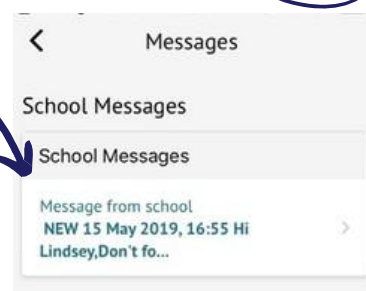 Messages
School Messages
School Messages
Message from school
NEW 15 May 2019, 16:55 Hi
Lindsey,Don't fo...